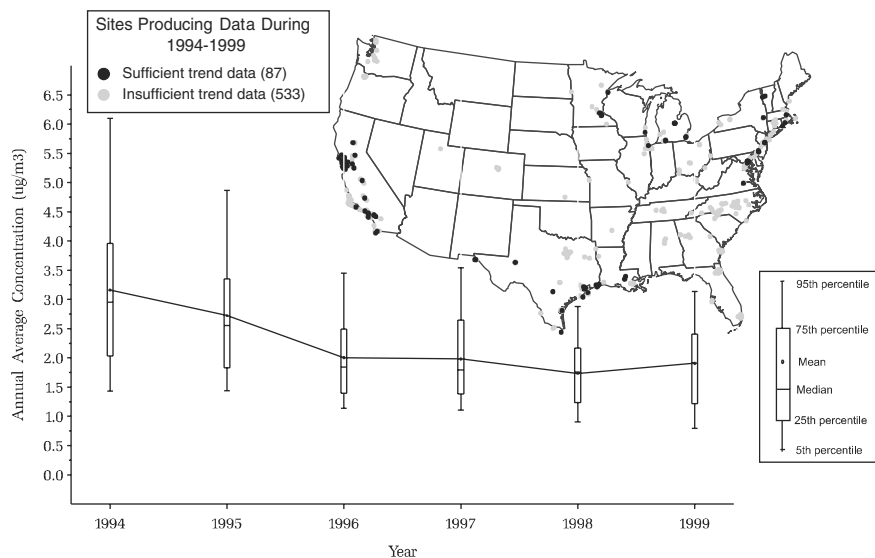 Sites Producing Data During
1994-1999
Sufficient trend data (87)
Insufficient trend data (533)
Annual Average Concentration (ug/m3)
6.5
6.0
5.5
5.0
4.5
4.0
3.5
3.0
2.5
2.0
1.5
1.0
0.5
0.0
1994
1995
1996
1997
1998
1999
Year
95th percentile
75th percentile
Mean
Median
25th percentile
5th percentile